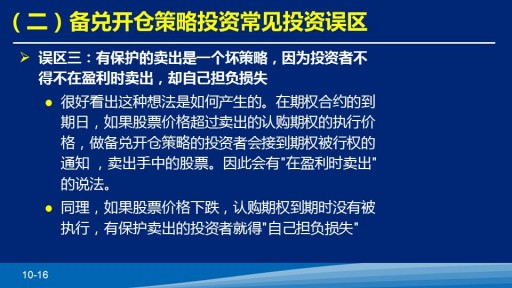 （二）备兑开仓策略投资常见投资误区
误区三：有保护的卖出是一个坏策略，因为投资者不
得不在盈利时卖出，却自己担负损失
很好看出这种想法是如何产生的。在期权合约的到
期日，如果股票价格超过卖出的认购期权的执行价
格，做备兑开仓策略的投资者会接到期权被行权的
通知 ，卖出手中的股票。因此会有"在盈利时卖出"
的说法。
同理，如果股票价格下跌，认购期权到期时没有被
执行，有保护卖出的投资者就得"自己担负损失"
10-16